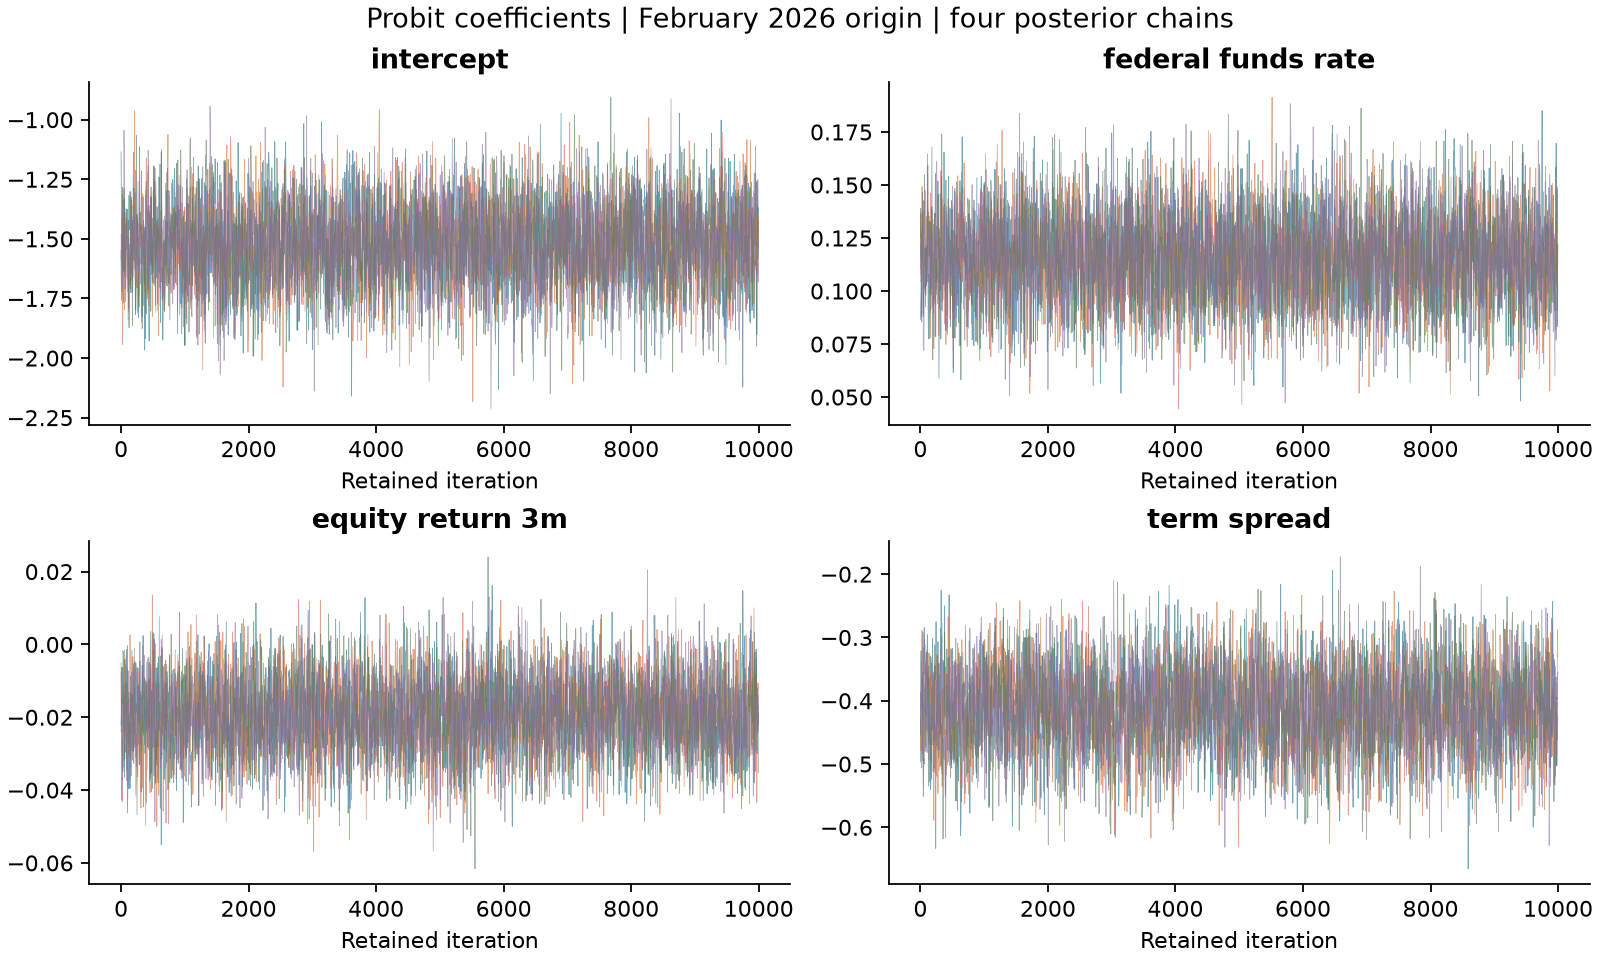 Probit coefficients | February 2026 origin | four posterior chains
intercept
−1.00
−1.25
−1.50
−1.75
−2.00
−2.25
0 2000 4000 6000 8000 10000
Retained iteration
federal funds rate
0.175
0.150
0.125
0.100
0.075
0.050
0 2000 4000 6000 8000 10000
Retained iteration
equity return 3m
0.02
0.00
−0.02
−0.04
−0.06
0 2000 4000 6000 8000 10000
Retained iteration
term spread
−0.2
−0.3
−0.4
−0.5
−0.6
0 2000 4000 6000 8000 10000
Retained iteration